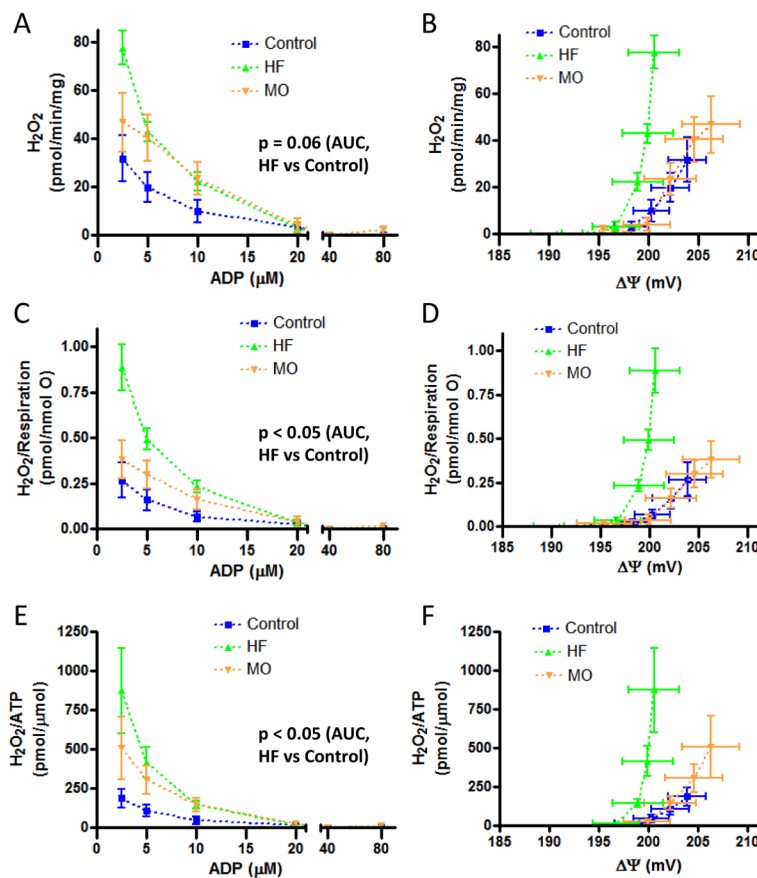 A
H2O2
(pmol/min/mg)
80
60
40
20
0
Control
HF
MO
p = 0.06 (AUC,
HF vs Control)
0 5 10 20 40 80
ADP (μM)
B
H2O2
(pmol/min/mg)
80
60
40
20
0
Control
HF
MO
185 190 195 200 205 210
ΔΨ (mV)
C
H2O2/Respiration
(pmol/nmol O)
1.00
0.75
0.50
0.25
0.00
Control
HF
MO
p < 0.05 (AUC,
HF vs Control)
0 5 10 20 40 80
ADP (μM)
D
H2O2/Respiration
(pmol/nmol O)
1.00
0.75
0.50
0.25
0.00
Control
HF
MO
185 190 195 200 205 210
ΔΨ (mV)
E
H2O2/ATP
(pmol/μmol)
1250
1000
750
500
250
0
Control
HF
MO
p < 0.05 (AUC,
HF vs Control)
0 5 10 20 40 80
ADP (μM)
F
H2O2/ATP
(pmol/μmol)
1250
1000
750
500
250
0
Control
HF
MO
185 190 195 200 205 210
ΔΨ (mV)